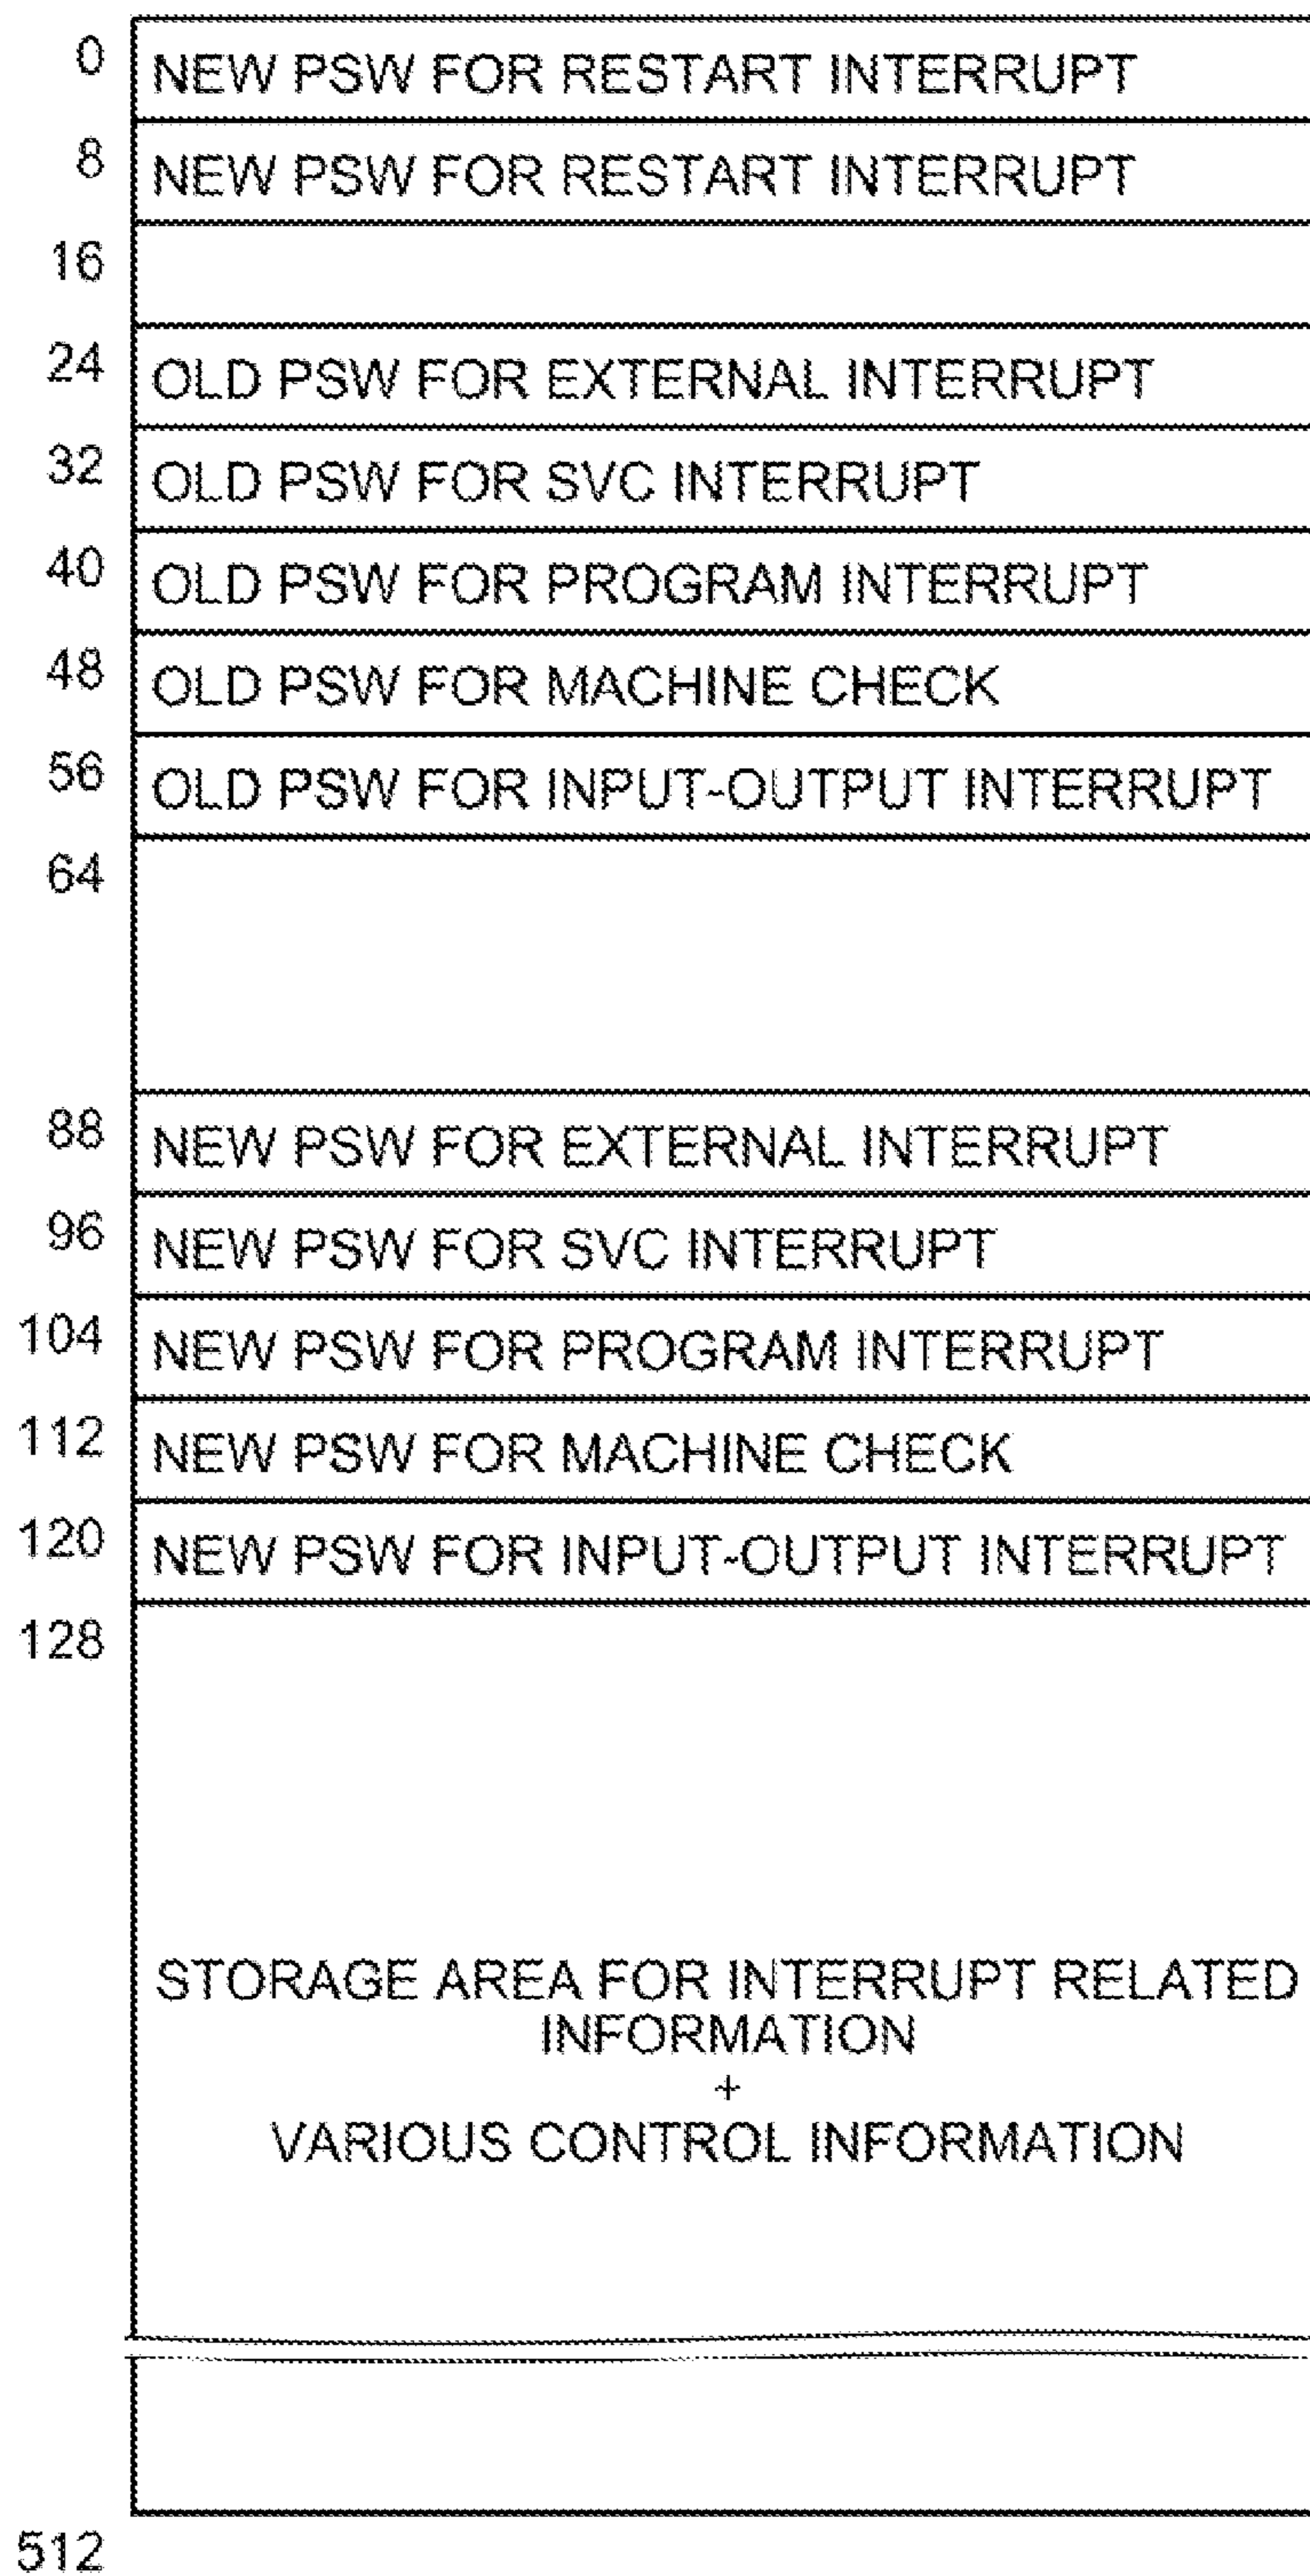 0 NEW PSW FOR RESTART INTERRUPT
8 NEW PSW FOR RESTART INTERRUPT
16
24 OLD PSW FOR EXTERNAL INTERRUPT
32 OLD PSW FOR SVC INTERRUPT
40 OLD PSW FOR PROGRAM INTERRUPT
48 OLD PSW FOR MACHINE CHECK
56 OLD PSW FOR INPUT-OUTPUT INTERRUPT
64
88 NEW PSW FOR EXTERNAL INTERRUPT
96 NEW PSW FOR SVC INTERRUPT
104 NEW PSW FOR PROGRAM INTERRUPT
112 NEW PSW FOR MACHINE CHECK
120 NEW PSW FOR INPUT-OUTPUT INTERRUPT
128
STORAGE AREA FOR INTERRUPT RELATED
INFORMATION
+
VARIOUS CONTROL INFORMATION
512